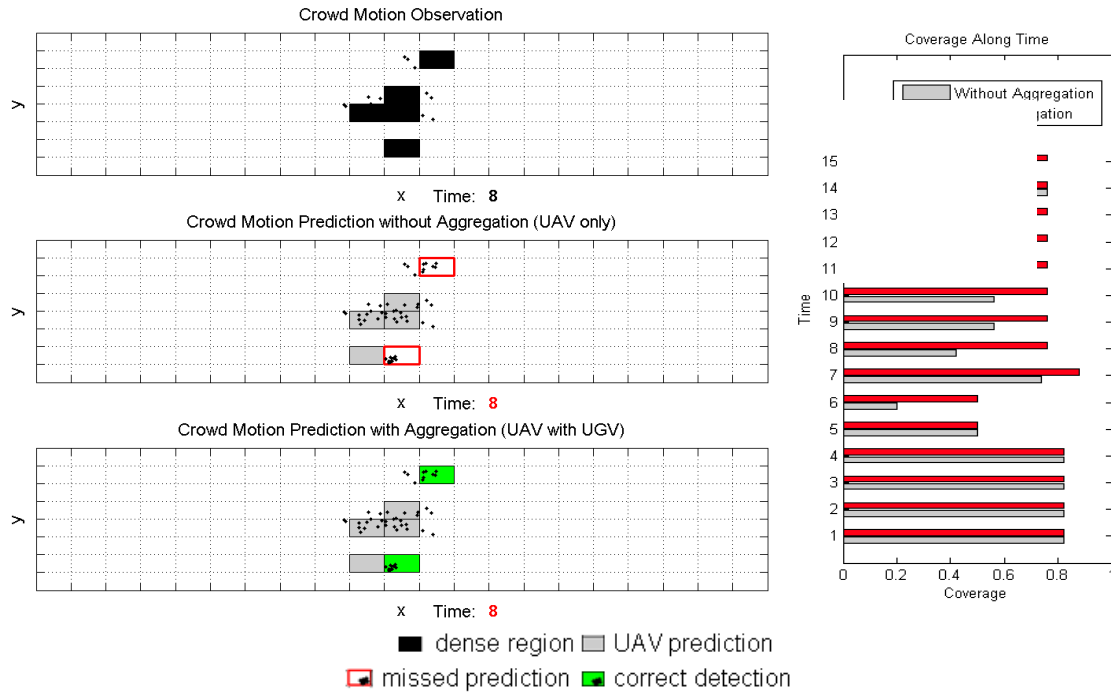 Crowd Motion Observation
y
x Time: 8
Crowd Motion Prediction without Aggregation (UAV only)
x Time: 8
Crowd Motion Prediction with Aggregation (UAV with UGV)
y
x Time: 8
dense region
UAV prediction
missed prediction
correct detection
Coverage Along Time
Without Aggregation
15
14
13
12
11
10
9
8
7
6
5
4
3
2
1
Time
0 0.2 0.4 0.6 0.8 1
Coverage